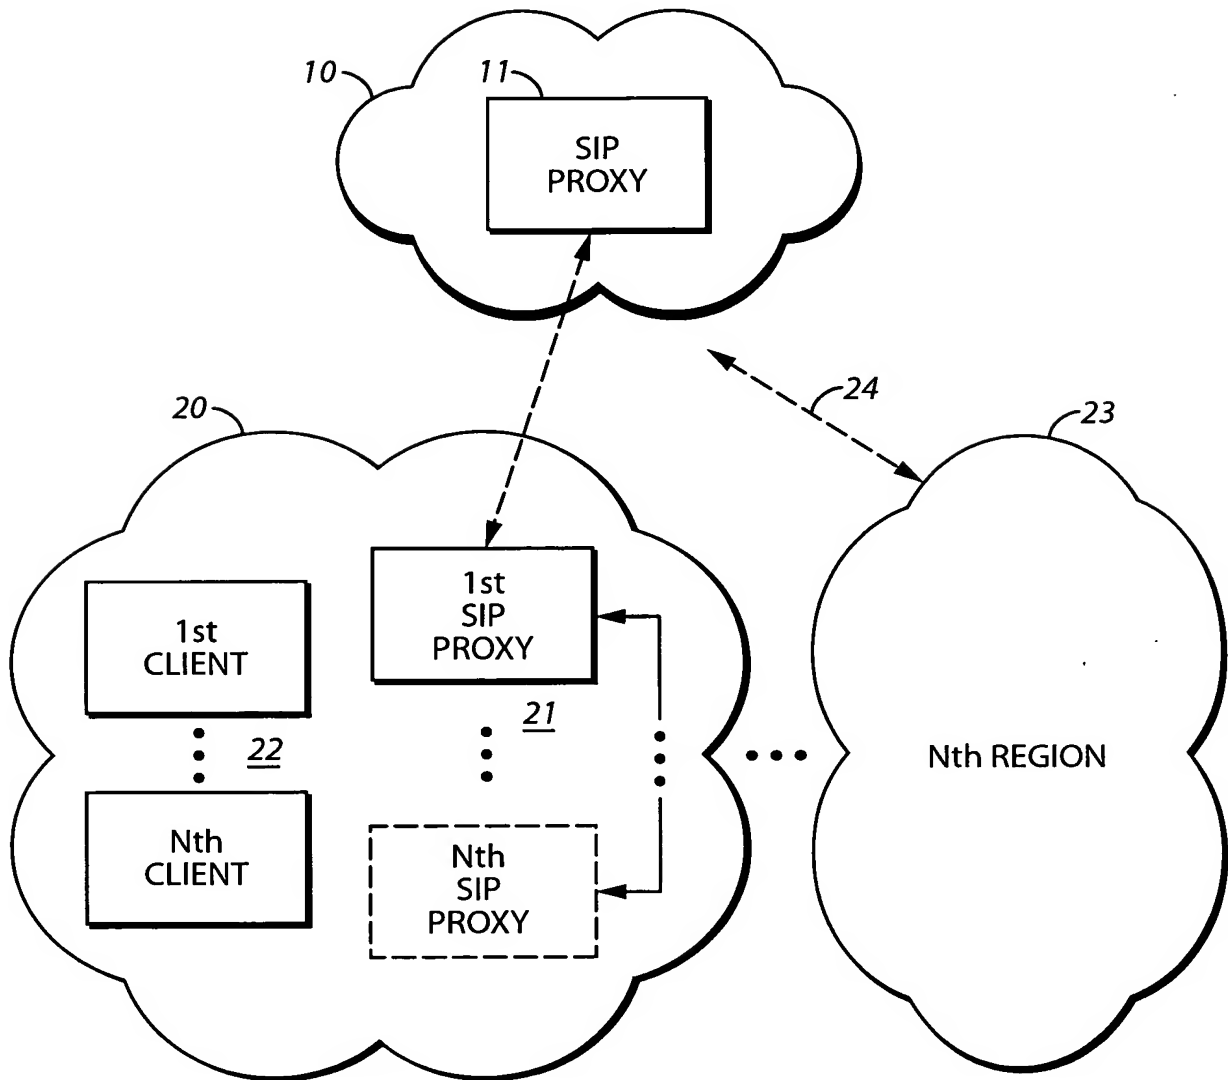 10
11
SIP
PROXY
24
20
23
1st
SIP
PROXY
1st
CLIENT
21
22
Nth REGION
Nth
CLIENT
Nth
SIP
PROXY